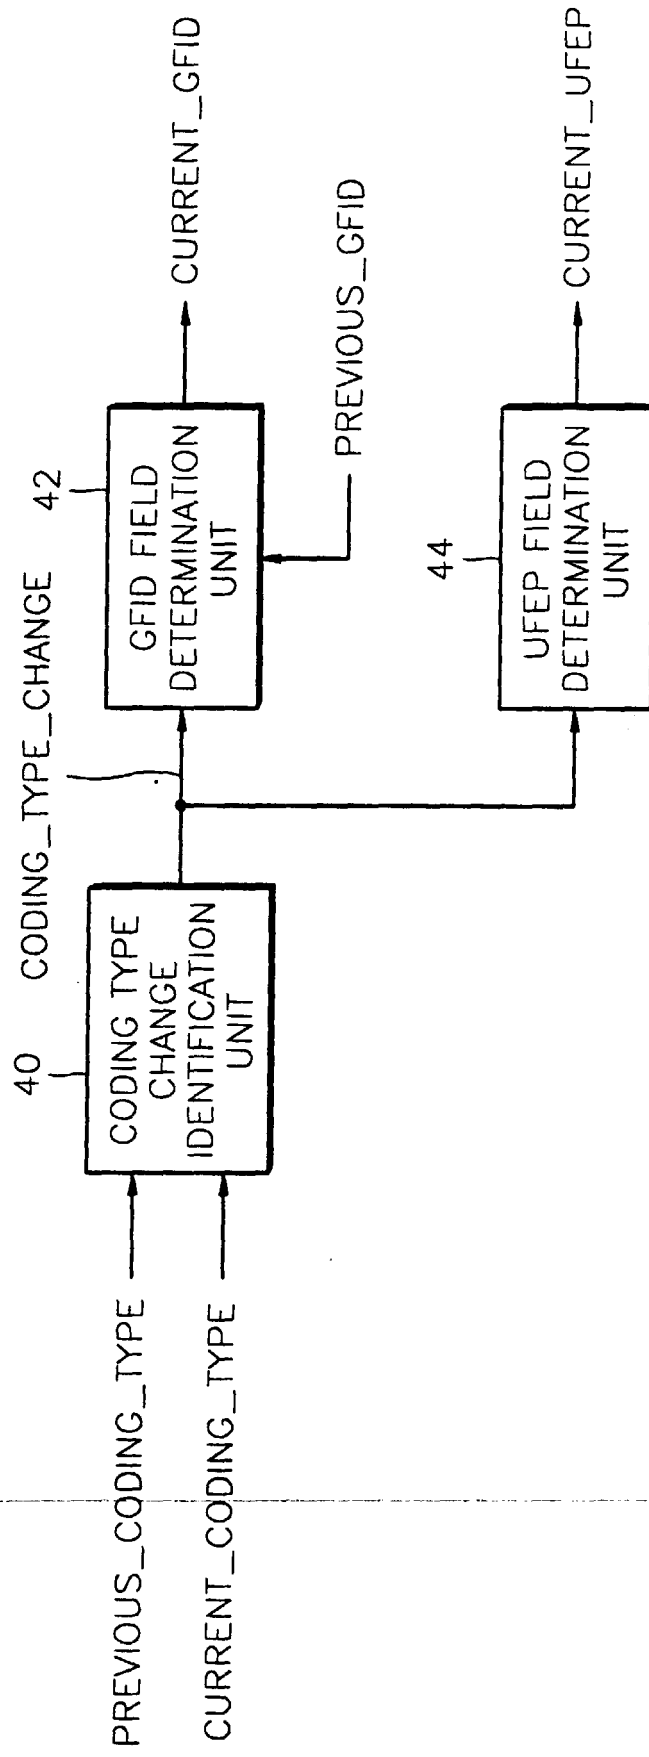 PREVIOUS_CODING_TYPE
CURRENT_CODING_TYPE
40
CODING TYPE
CHANGE
IDENTIFICATION
UNIT
CODING_TYPE_CHANGE
42
GFID FIELD
DETERMINATION
UNIT
CURRENT_GFID
PREVIOUS_GFID
44
UFEP FIELD
DETERMINATION
UNIT
CURRENT_UFEP